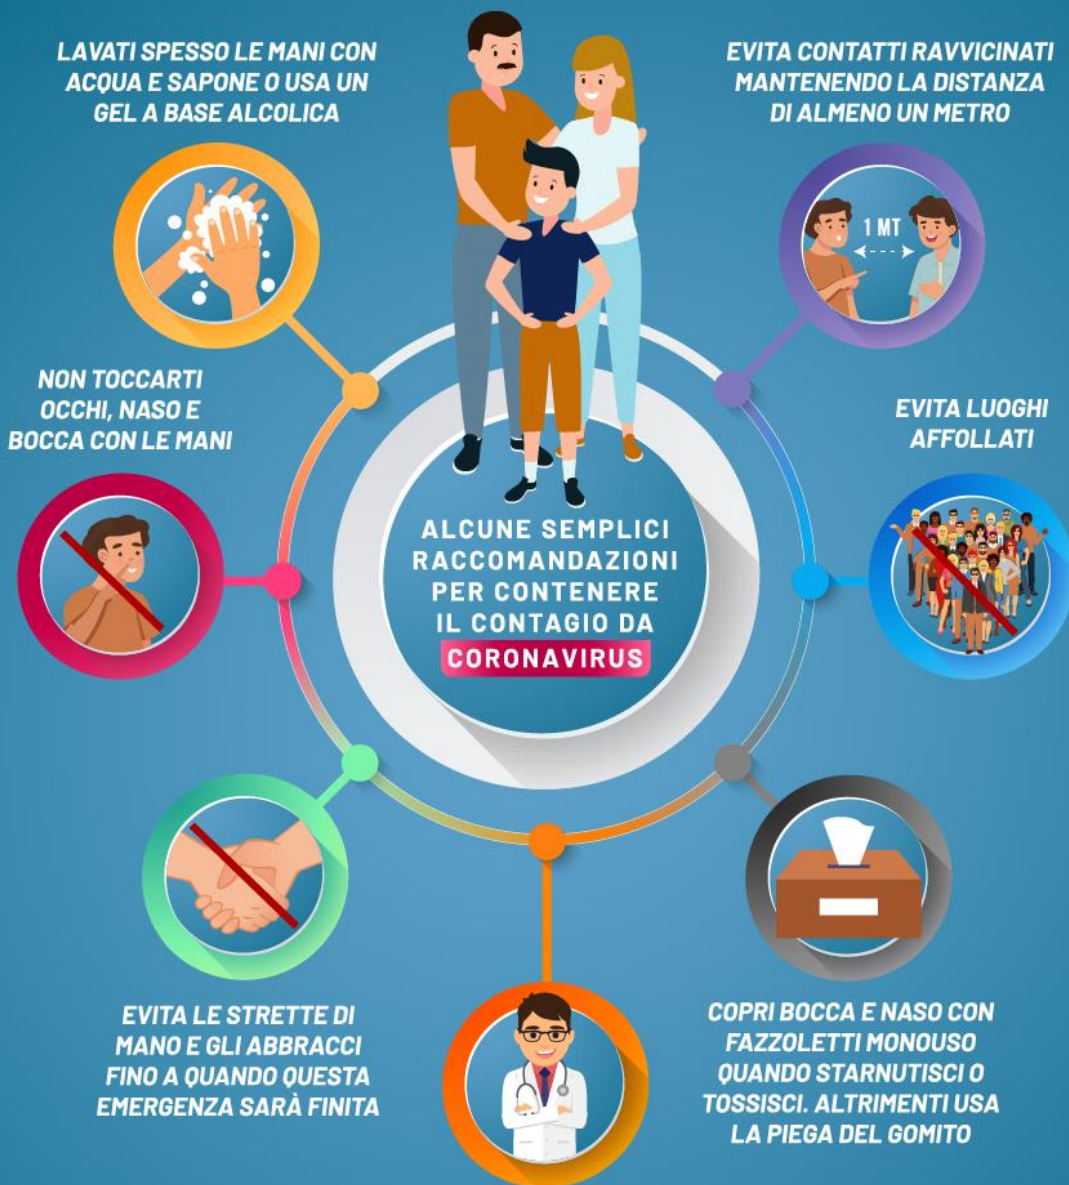 LAVATI SPESSO LE MANI CON
ACQUA E SAPONE O USA UN
GEL A BASE ALCOLICA
EVITA CONTATTI RAVVICINATI
MANTENENDO LA DISTANZA
DI ALMENO UN METRO
1 MT
NON TOCCARTI
OCCHI, NASO E
BOCCA CON LE MANI
EVITA LUOGHI
AFFOLLATI
ALCUNE SEMPLICI
RACCOMANDAZIONI
PER CONTENERE
IL CONTAGIO DA
CORONAVIRUS
EVITA LE STRETTE DI
MANO E GLI ABBRACCI
FINO A QUANDO QUESTA
EMERGENZA SARÀ FINITA
COPRI BOCCA E NASO CON
FAZZOLETTI MONOUSO
QUANDO STARNUTISCI O
TOSSISCI. ALTRIMENTI USA
LA PIEGA DEL GOMITO